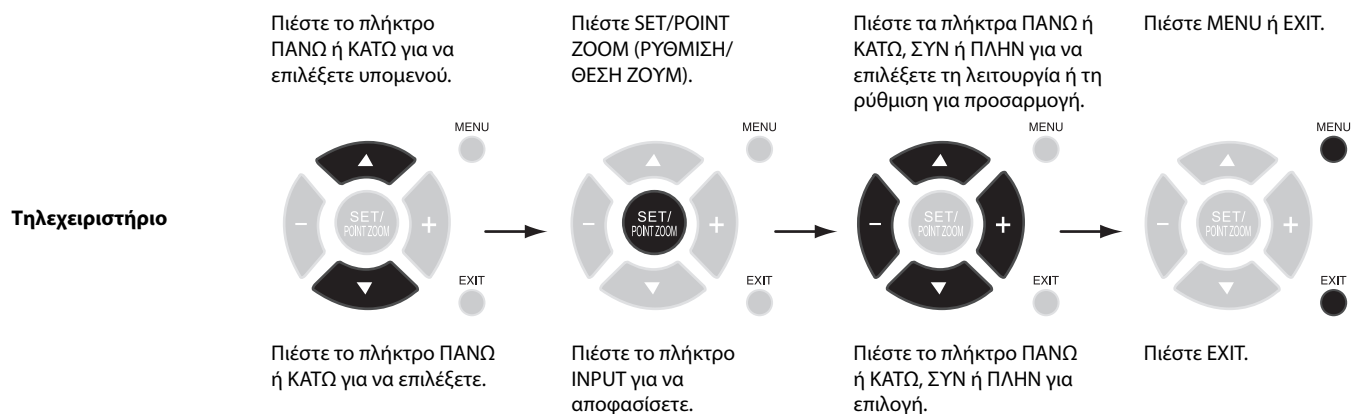 Πιέστε το πλήκτρο
ΠΑΝΩ ή ΚΑΤΩ για να
επιλέξετε υπομενού.
Πιέστε SET/POINT
ZOOM (ΡΥΘΜΙΣΗ/
ΘΕΣΗ ΖΟΥΜ).
Πιέστε τα πλήκτρα ΠΑΝΩ ή
ΚΑΤΩ, ΣΥΝ ή ΠΛΗΝ για να
επιλέξετε τη λειτουργία ή τη
ρύθμιση για προσαρμογή.
Πιέστε MENU ή EXIT.
Τηλεχειριστήριο
MENU
SET/
POINT ZOOM
– +
EXIT
MENU
SET/
POINT ZOOM
– +
EXIT
MENU
SET/
POINT ZOOM
– +
EXIT
MENU
SET/
POINT ZOOM
– +
EXIT
Πιέστε το πλήκτρο ΠΑΝΩ
ή ΚΑΤΩ για να επιλέξετε.
Πιέστε το πλήκτρο
INPUT για να
αποφασίσετε.
Πιέστε το πλήκτρο ΠΑΝΩ
ή ΚΑΤΩ, ΣΥΝ ή ΠΛΗΝ για
επιλογή.
Πιέστε EXIT.